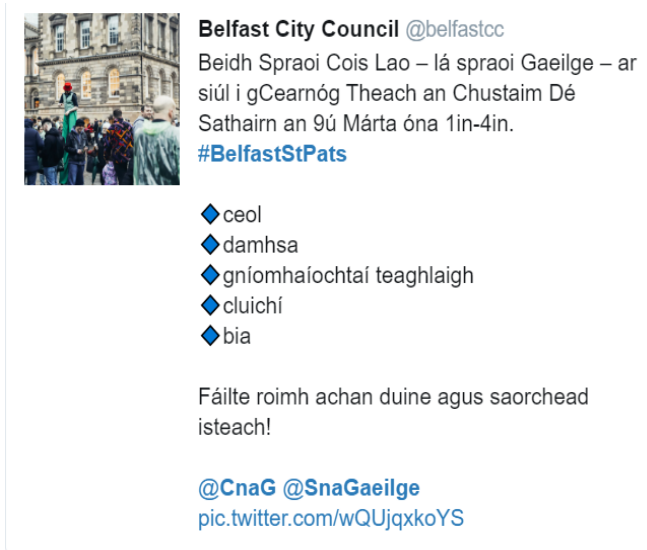 Belfast City Council @belfastcc
Beidh Spraoi Cois Lao – lá spraoi Gaeilge – ar
siúl i gCearnóg Theach an Chustaim Dé
Sathairn an 9ú Márta óna 1in-4in.
#BelfastStPats
ceol
damhsa
gníomhaíochtaí teaghlaigh
cluichí
bia
Fáilte roimh achan duine agus saorchead
isteach!
@CnaG @SnaGaeilge
pic.twitter.com/wQUjqxkoYS